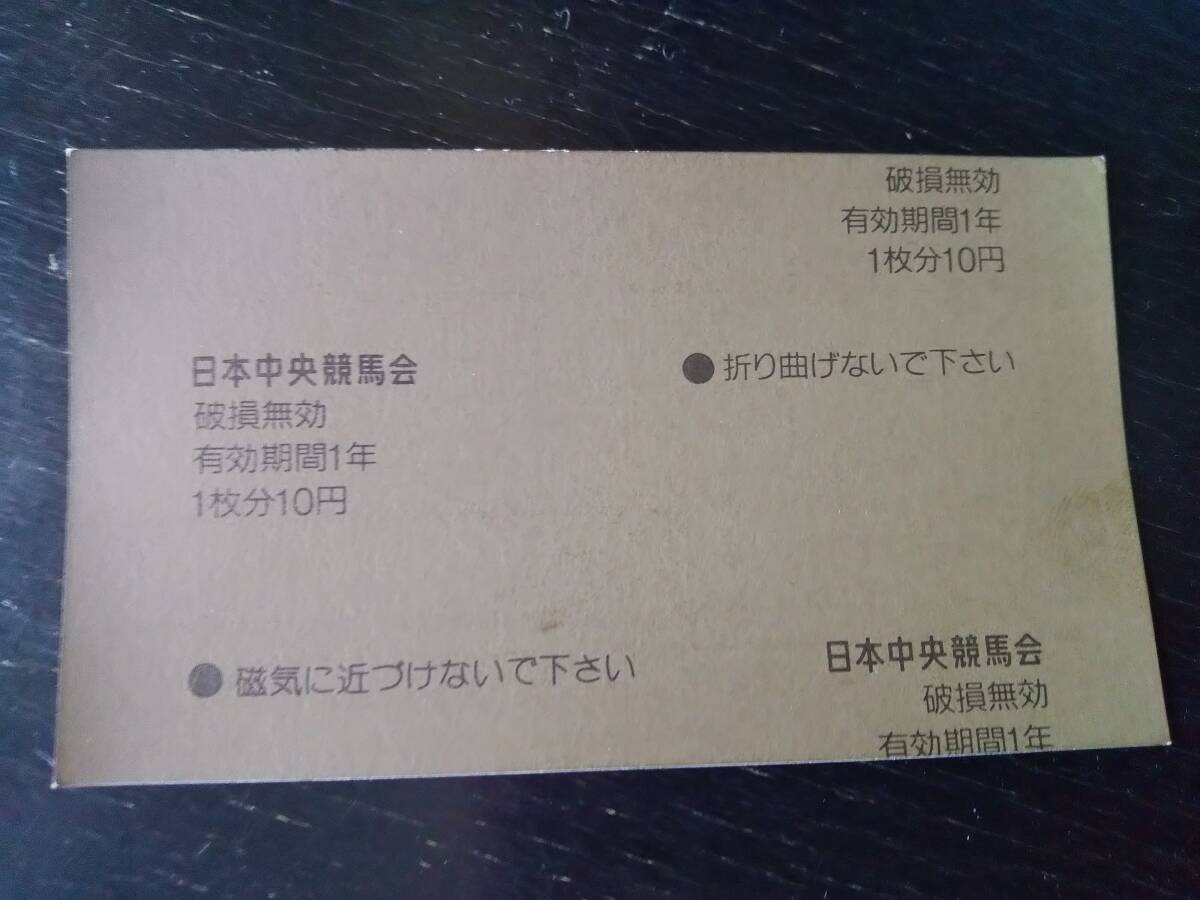 破損無効
有効期間1年
1枚分10円
日本中央競馬会
破損無効
有効期間1年
1枚分10円
●折り曲げないで下さい
●磁気に近づけないで下さい
日本中央競馬会
破損無効
有効期間1年